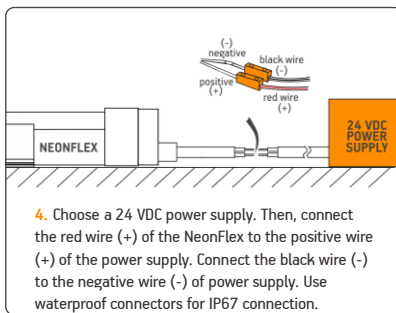 (-)
negative
black wire
(-)
positive
(+)
red wire
(+)
NEONFLEX
24 VDC
POWER
SUPPLY
4. Choose a 24 VDC power supply. Then, connect
the red wire (+) of the NeonFlex to the positive wire
(+) of the power supply. Connect the black wire (-)
to the negative wire (-) of power supply. Use
waterproof connectors for IP67 connection.